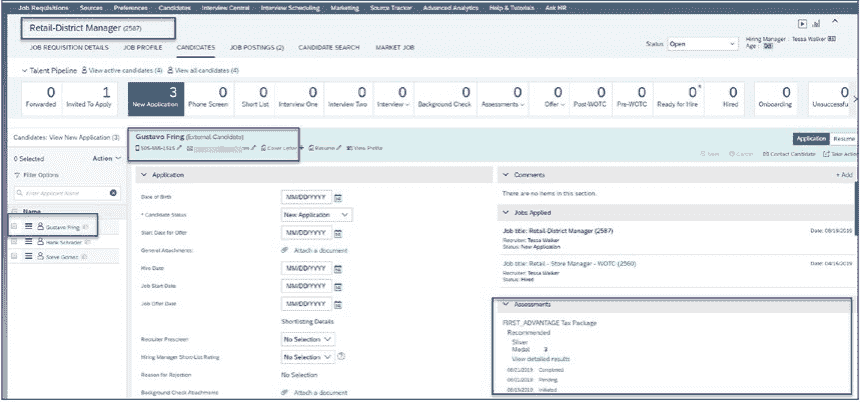 Job Requisitions Sources Preferences Candidates Interview Central Interview Scheduling Marketing Source Tracker Advanced Analytics Help & Tutorials Ask HR
Retail-District Manager (2587)
JOB REQUISITION DETAILS JOB PROFILE CANDIDATES JOB POSTINGS (2) CANDIDATE SEARCH MARKET JOB
Status Open
Hiring Manager : Tessa Walker
Age
Talent Pipeline View active candidates (4) View all candidates (4)
0 1 3 0 0 0 0 0 0 0 0 0 0 0 0 0 0
Forwarded Invited To Apply New Application Phone Screen Short List Interview One Interview Two Interview Background Check Assessments Offer Post-WOTC Pre-WOTC Ready for Hire Hired Onboarding Unsuccessfu
Candidates: View New Application (3)
Gustavo Fring (External Candidate)
Cover Letter Resume View Profile
Application Resume
0 Selected Action
Contact Candidate Take Actio
Filter Options
Enter Applicant Name
Name
Gustavo Fring
Hank Schrader
Steve Gomez
Application
Date of Birth MM/DD/YYYY
* Candidate Status New Application
Start Date for Offer MM/DD/YYYY
General Attachments: Attach a document
Hire Date MM/DD/YYYY
Job Start Date MM/DD/YYYY
Job Offer Date MM/DD/YYYY
Shortlisting Details
Recruiter Prescreen No Selection
Hiring Manager Short-List Rating No Selection
Reason for Rejection No Selection
Background Check Attachments Attach a document
Comments + Add
There are no items in this section.
Jobs Applied
Job title: Retail-District Manager (2587)
Recruiter: Tessa Walker
Status: New Application
Job title: Retail - Store Manager - WOTC (2560)
Recruiter: Tessa Walker
Status: Hired
Assessments
FIRST_ADVANTAGE Tax Package
Recommended
Silver
Medal 3
View detailed results
Completed
Pending
Initiated